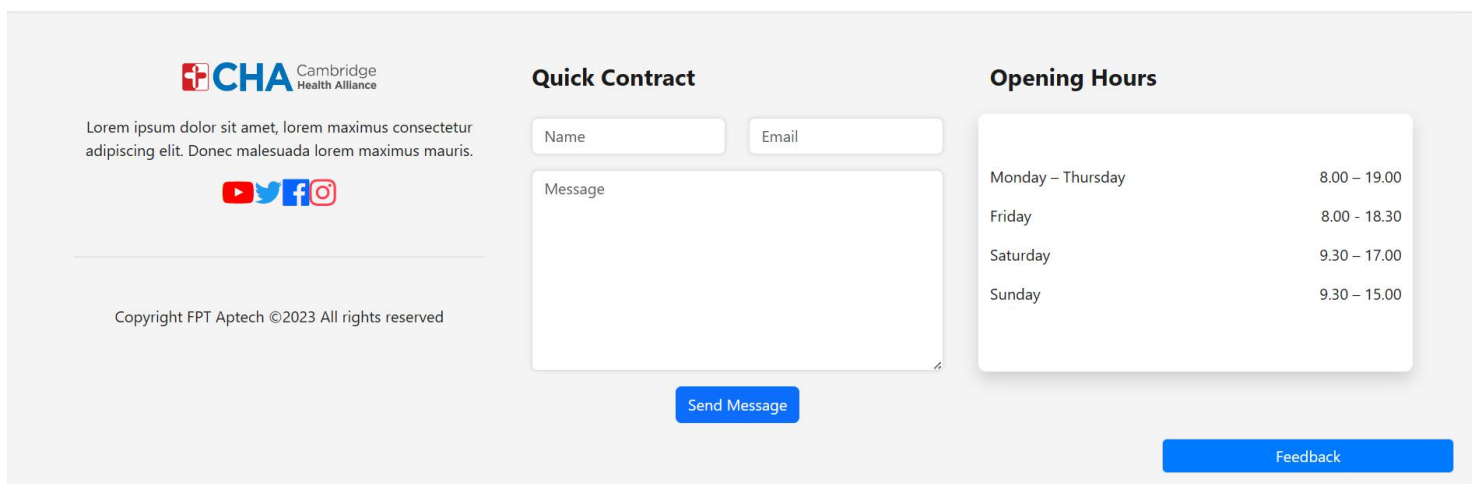 CHA Cambridge
Health Alliance
Lorem ipsum dolor sit amet, lorem maximus consectetur
adipiscing elit. Donec malesuada lorem maximus mauris.
Copyright FPT Aptech ©2023 All rights reserved
Quick Contract
Name
Email
Message
Send Message
Opening Hours
Monday – Thursday 8.00 – 19.00
Friday 8.00 - 18.30
Saturday 9.30 – 17.00
Sunday 9.30 – 15.00
Feedback